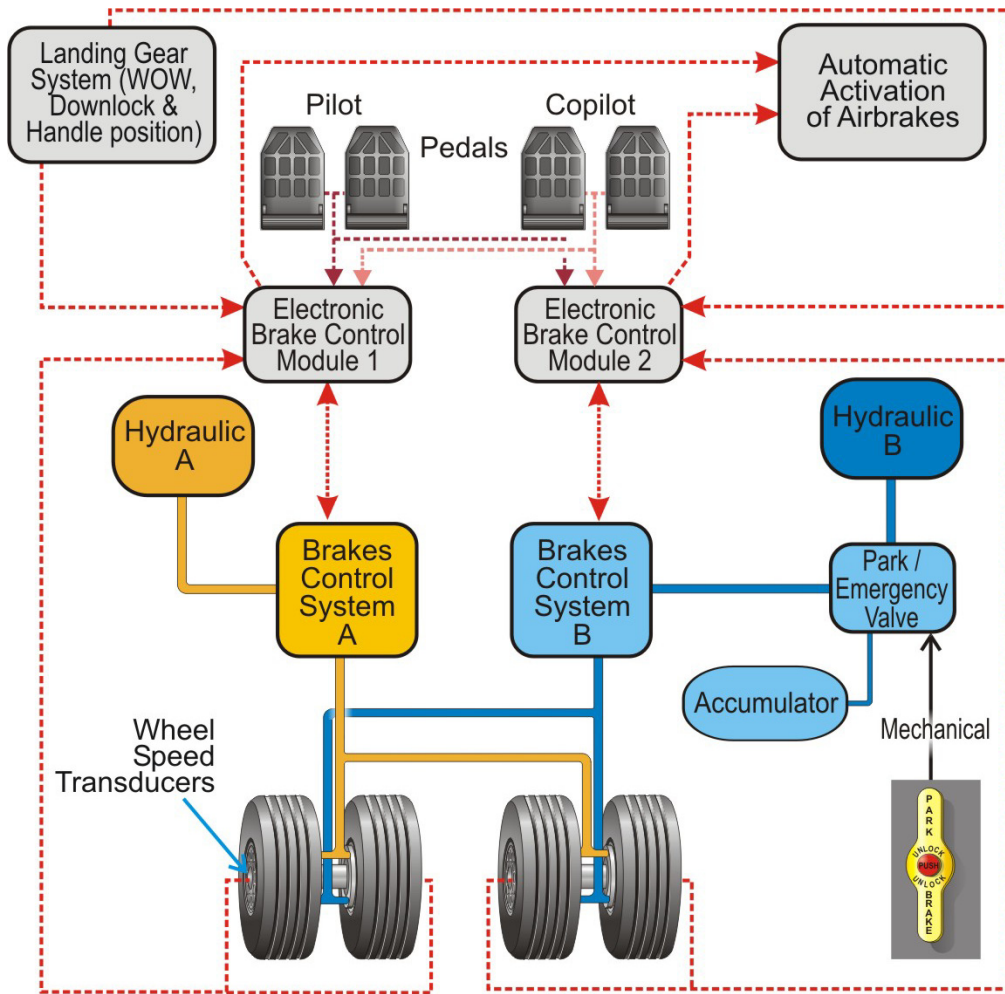 Landing Gear
System (WOW,
Downlock &
Handle position)
Automatic
Activation
of Airbrakes
Pilot
Copilot
Pedals
Electronic
Brake Control
Module 1
Electronic
Brake Control
Module 2
Hydraulic
A
Hydraulic
B
Brakes
Control
System
A
Brakes
Control
System
B
Park /
Emergency
Valve
Accumulator
Mechanical
Wheel
Speed
Transducers
PARK
UNLOCK
PUSH
UNLOCK
BRAKE